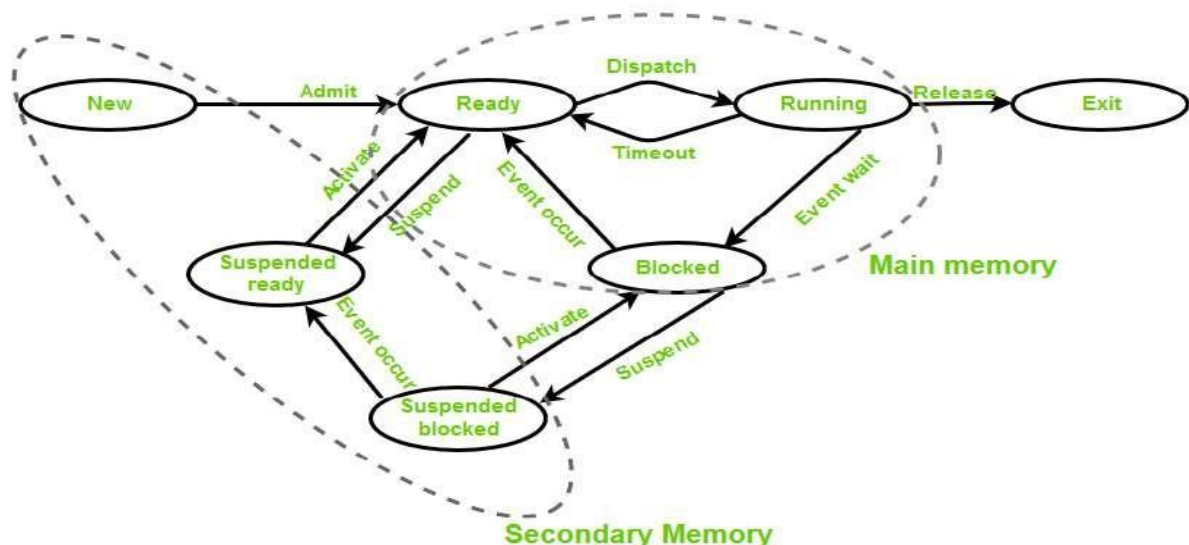 Dispatch
New
Admit
Ready
Running
Release
Exit
Timeout
Activate
Suspend
Event occur
Event wait
Suspended
ready
Blocked
Main memory
Event occur
Activate
Suspend
Suspended
blocked
Secondary Memory